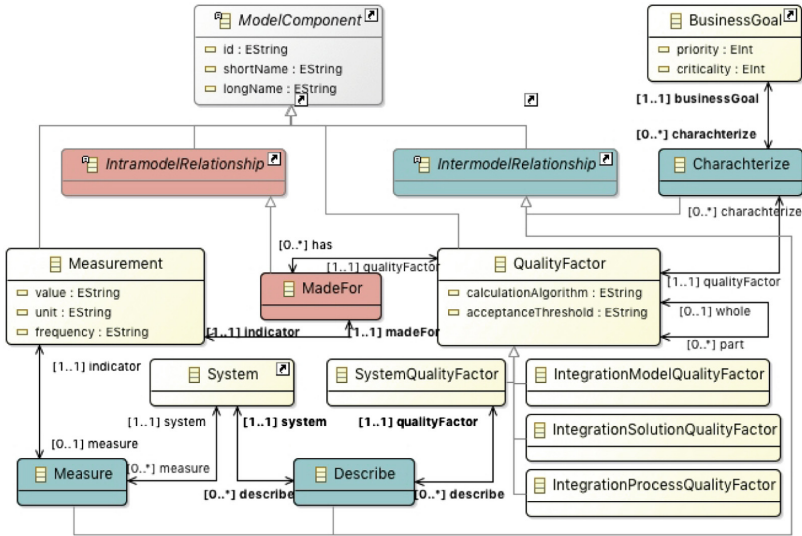 ModelComponent
id : EString
shortName : EString
longName : EString
BusinessGoal
priority : EInt
criticality : EInt
[1..1] businessGoal
[0..*] charachterize
IntramodelRelationship
IntermodelRelationship
Charachterize
[0..*] charachterize
[0..*] has
[1..1] qualityFactor
Measurement
value : EString
unit : EString
frequency : EString
MadeFor
QualityFactor
calculationAlgorithm : EString
acceptanceThreshold : EString
[1..1] qualityFactor
[0..1] whole
[0..*] part
[1..1] indicator
[1..1] madeFor
[1..1] indicator
System
SystemQualityFactor
IntegrationModelQualityFactor
[1..1] system
[1..1] system
[1..1] qualityFactor
IntegrationSolutionQualityFactor
[0..1] measure
[0..*] measure
Measure
Describe
[0..*] describe
[0..*] describe
IntegrationProcessQualityFactor